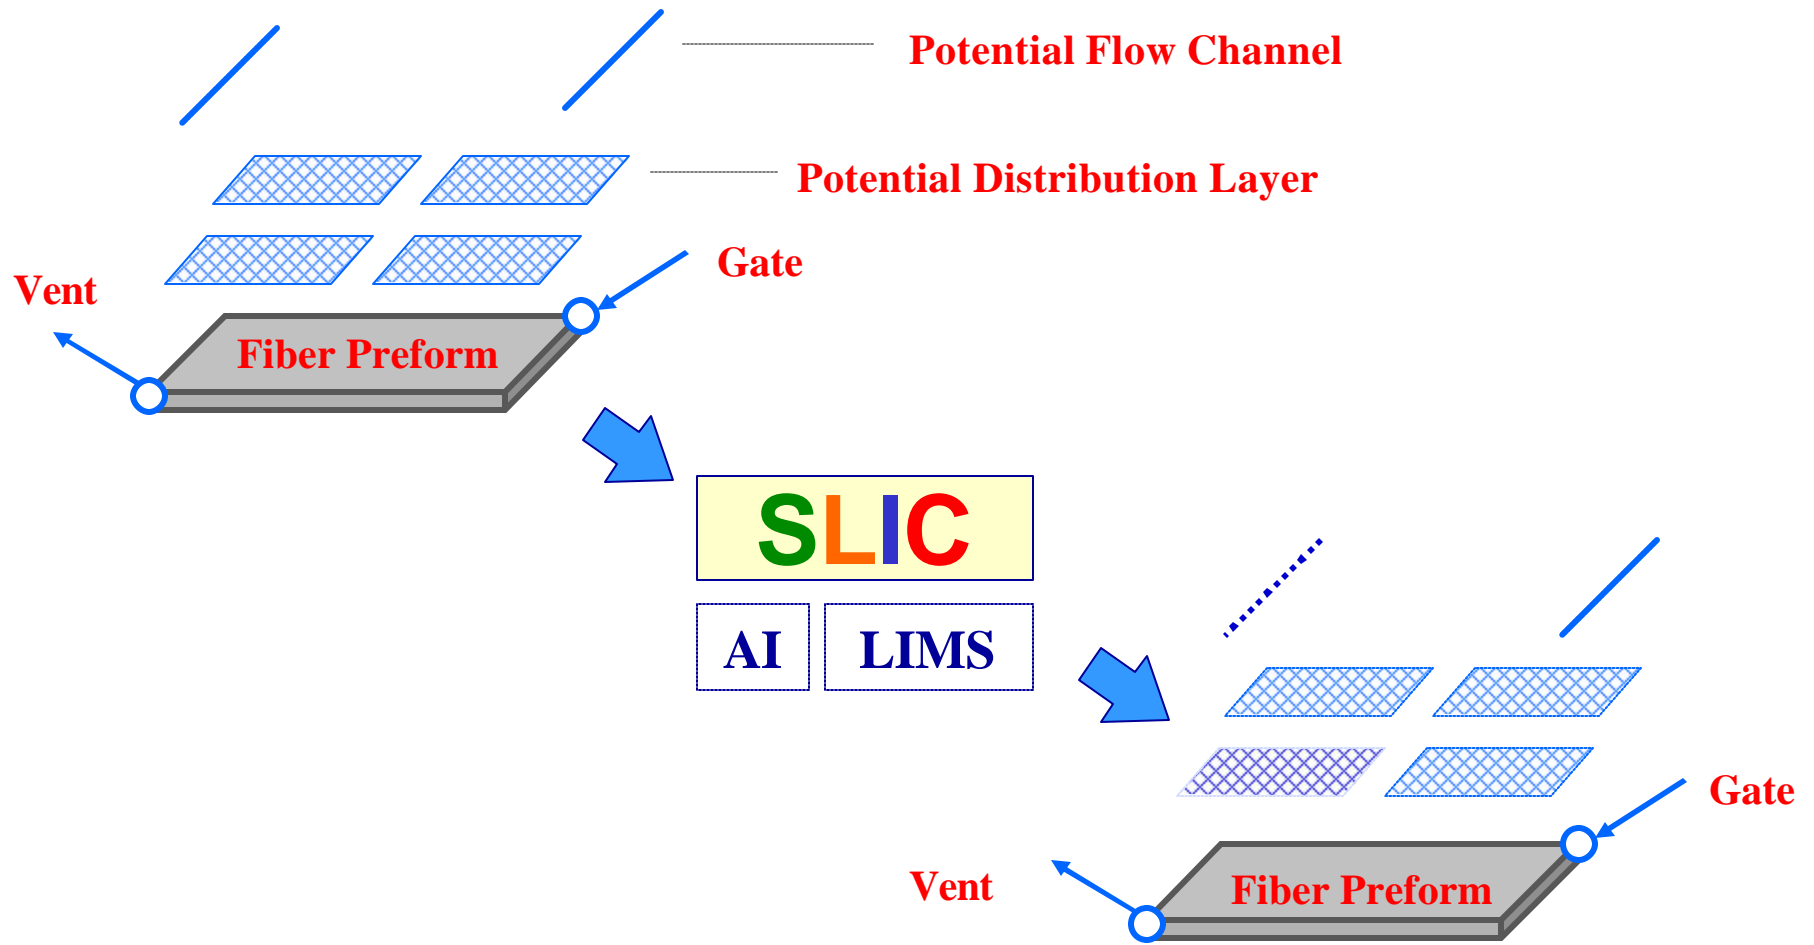 Potential Flow Channel
Potential Distribution Layer
Gate
Vent
Fiber Preform
SLIC
AI
LIMS
Gate
Vent
Fiber Preform